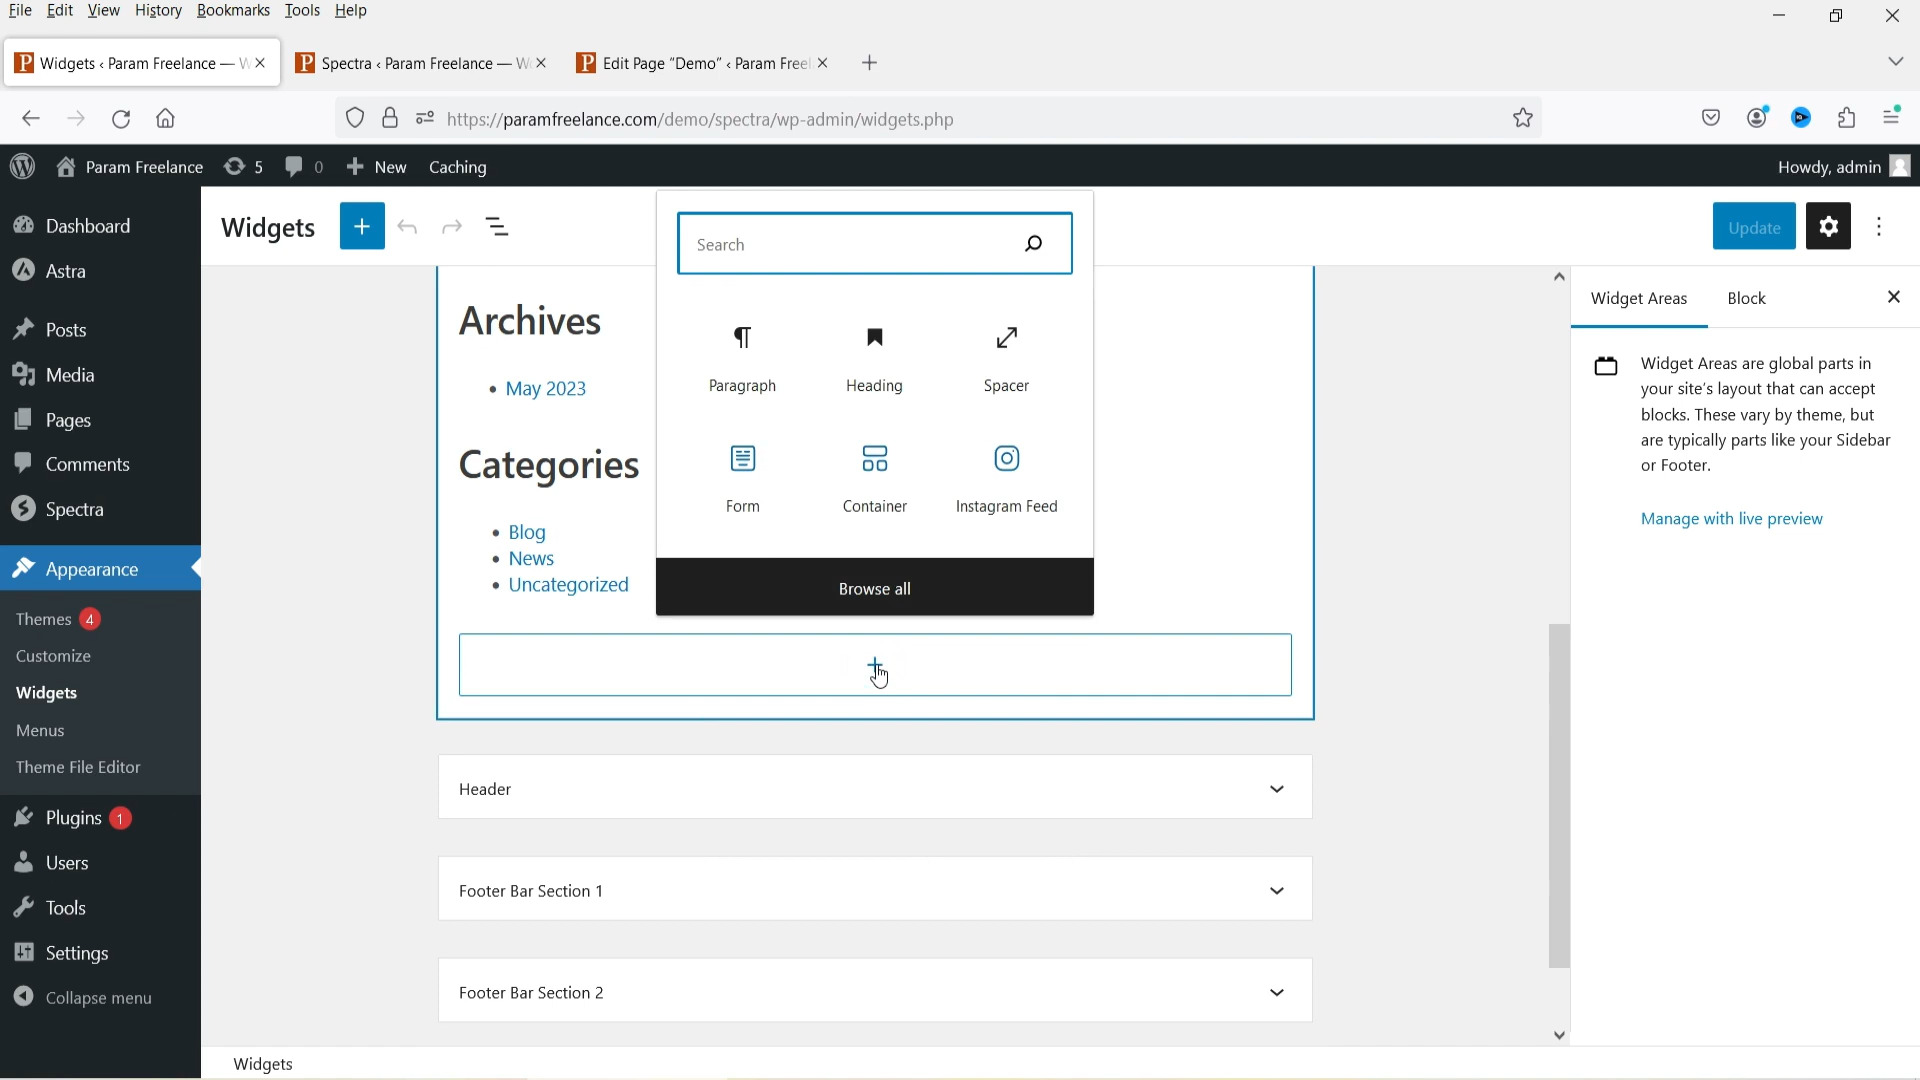 File Edit View History Bookmarks Tools Help
Widgets ‹ Param Freelance — W
Spectra ‹ Param Freelance — W
Edit Page "Demo" ‹ Param Freel
https://paramfreelance.com/demo/spectra/wp-admin/widgets.php
Param Freelance 5 0 New Caching Howdy, admin
Dashboard
Astra
Posts
Media
Pages
Comments
Spectra
Appearance
Themes 4
Customize
Widgets
Menus
Theme File Editor
Plugins 1
Users
Tools
Settings
Collapse menu
Widgets
Update
Archives
May 2023
Categories
Blog
News
Uncategorized
Search
Paragraph Heading Spacer
Form Container Instagram Feed
Browse all
Header
Footer Bar Section 1
Footer Bar Section 2
Widget Areas Block
Widget Areas are global parts in
your site's layout that can accept
blocks. These vary by theme, but
are typically parts like your Sidebar
or Footer.
Manage with live preview
Widgets